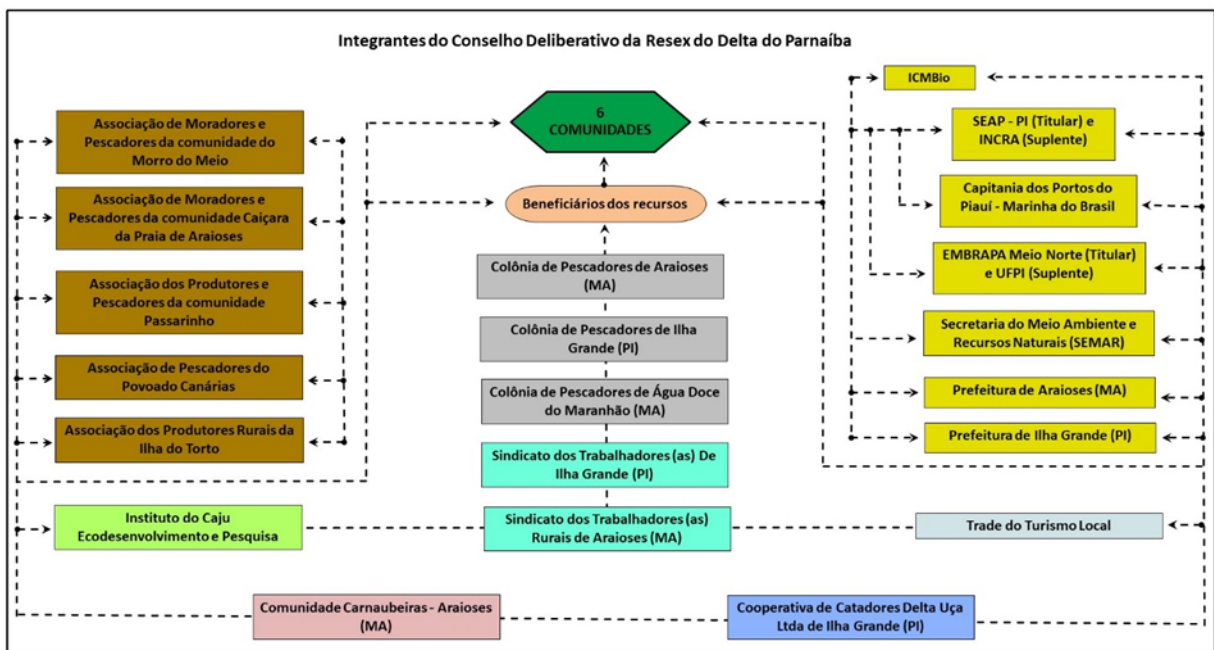 Integrantes do Conselho Deliberativo da Resex do Delta do Parnaíba
Associação de Moradores e
Pescadores da comunidade do
Morro do Meio
Associação de Moradores e
Pescadores da comunidade Caiçara
da Praia de Araioses
Associação dos Produtores e
Pescadores da comunidade
Passarinho
Associação de Pescadores do
Povoado Canárias
Associação dos Produtores Rurais da
Ilha do Torto
Instituto do Caju
Ecodesenvolvimento e Pesquisa
6
COMUNIDADES
Beneficiários dos recursos
Colônia de Pescadores de Araioses
(MA)
Colônia de Pescadores de Ilha
Grande (PI)
Colônia de Pescadores de Água Doce
do Maranhão (MA)
Sindicato dos Trabalhadores (as) De
Ilha Grande (PI)
Sindicato dos Trabalhadores (as)
Rurais de Araioses (MA)
ICMBio
SEAP - PI (Titular) e
INCRA (Suplente)
Capitania dos Portos do
Piauí - Marinha do Brasil
EMBRAPA Meio Norte (Titular)
e UFPI (Suplente)
Secretaria do Meio Ambiente e
Recursos Naturais (SEMAR)
Prefeitura de Araioses (MA)
Prefeitura de Ilha Grande (PI)
Trade do Turismo Local
Comunidade Carnaubeiras - Araioses
(MA)
Cooperativa de Catadores Delta Uça
Ltda de Ilha Grande (PI)